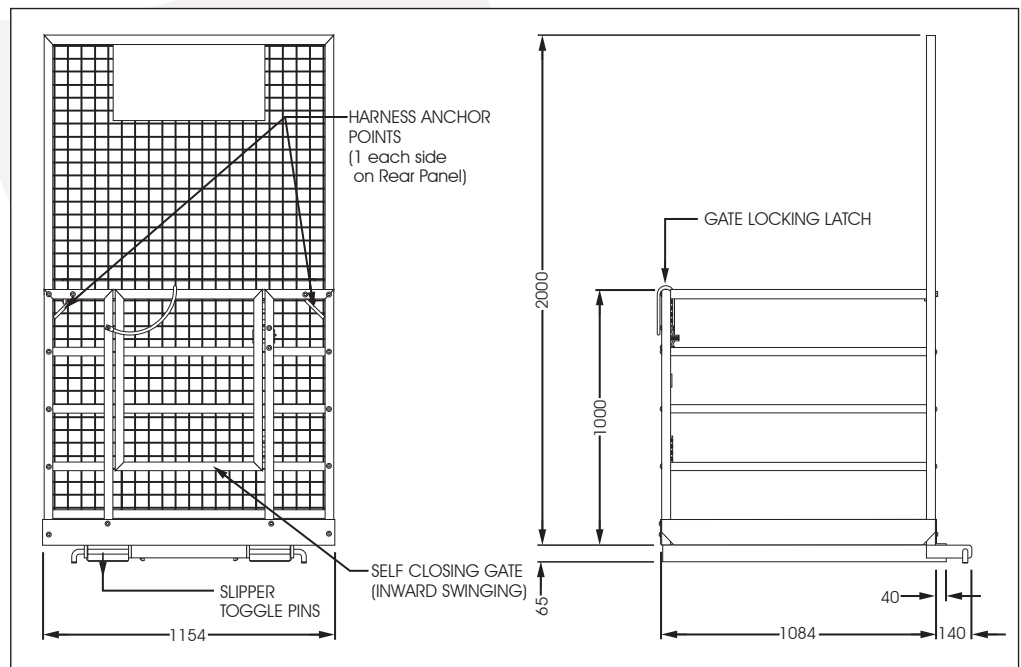 HARNESS ANCHOR
POINTS
(1 each side
on Rear Panel)
GATE LOCKING LATCH
2000
1000
SELF CLOSING GATE
(INWARD SWINGING)
SLIPPER
TOGGLE PINS
65
40
1154
1084
140